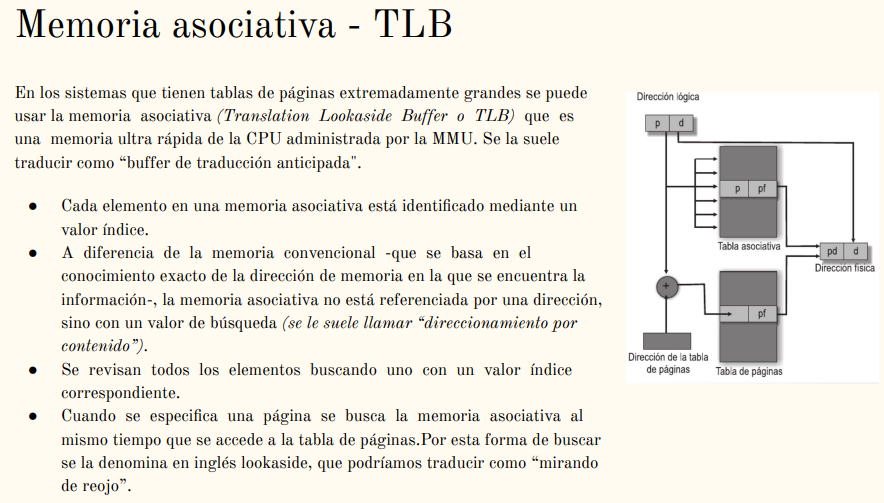 Memoria asociativa - TLB
En los sistemas que tienen tablas de páginas extremadamente grandes se puede
usar la memoria asociativa (Translation Lookaside Buffer o TLB) que es
una memoria ultra rápida de la CPU administrada por la MMU. Se la suele
traducir como “buffer de traducción anticipada".
● Cada elemento en una memoria asociativa está identificado mediante un
valor índice.
● A diferencia de la memoria convencional -que se basa en el
conocimiento exacto de la dirección de memoria en la que se encuentra la
información-, la memoria asociativa no está referenciada por una dirección,
sino con un valor de búsqueda (se le suele llamar “direccionamiento por
contenido”).
● Se revisan todos los elementos buscando uno con un valor índice
correspondiente.
● Cuando se especifica una página se busca la memoria asociativa al
mismo tiempo que se accede a la tabla de páginas.Por esta forma de buscar
se la denomina en inglés lookaside, que podríamos traducir como “mirando
de reojo”.
Dirección lógica
p d
p pf
Tabla asociativa
pd d
Dirección física
+
pf
Dirección de la tabla
de páginas
Tabla de páginas